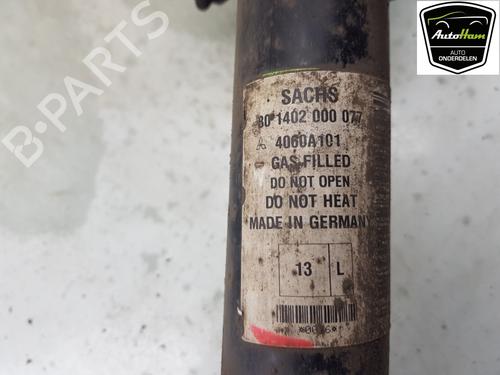 AutoHam
AUTO
ONDERDELEN
B-PARTS
SACHS
80 1402 000 077
4060A101
GAS FILLED
DO NOT OPEN
DO NOT HEAT
MADE IN GERMANY
13 L